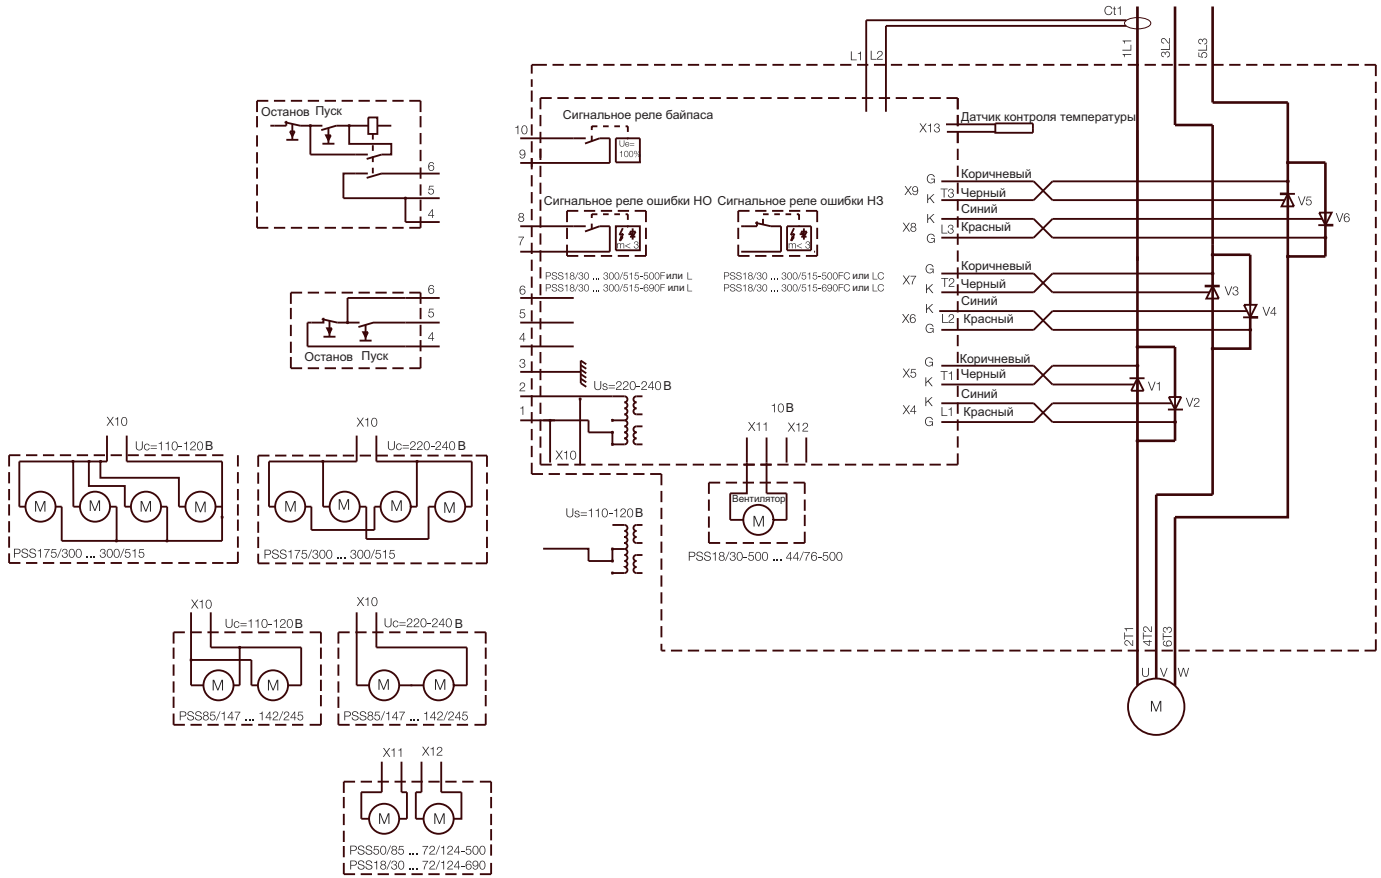 Ct1
L1 L2
1L1
3L2
5L3
Останов Пуск
6
5
4
Сигнальное реле байпаса
10
9
Ue=
100%
X13
Датчик контроля температуры
X9
G Коричневый
K T3 Черный
X8
K Синий
L3 Красный
G
V5
V6
Сигнальное реле ошибки НО
Сигнальное реле ошибки НЗ
8
7
m< 3
m< 3
PSS18/30 ... 300/515-500F или L
PSS18/30 ... 300/515-690F или L
PSS18/30 ... 300/515-500FC или LC
PSS18/30 ... 300/515-690FC или LC
X7
G Коричневый
K T2 Черный
X6
K Синий
L2 Красный
G
V3
V4
6
5
4
Останов Пуск
6
5
4
3
2
1
Us=220-240 В
X10
X5
G Коричневый
K T1 Черный
X4
K Синий
L1 Красный
G
V1
V2
10 В
X11 X12
Вентилятор
M
PSS18/30-500 ... 44/76-500
Us=110-120 В
X10
Uc=110-120 В
M M M M
PSS175/300 ... 300/515
X10
Uc=220-240 В
M M M M
PSS175/300 ... 300/515
X10
Uc=110-120 В
M M
PSS85/147 ... 142/245
X10
Uc=220-240 В
M M
PSS85/147 ... 142/245
2T1
4T2
6T3
U V W
M
X11 X12
M M
PSS50/85 ... 72/124-500
PSS18/30 ... 72/124-690